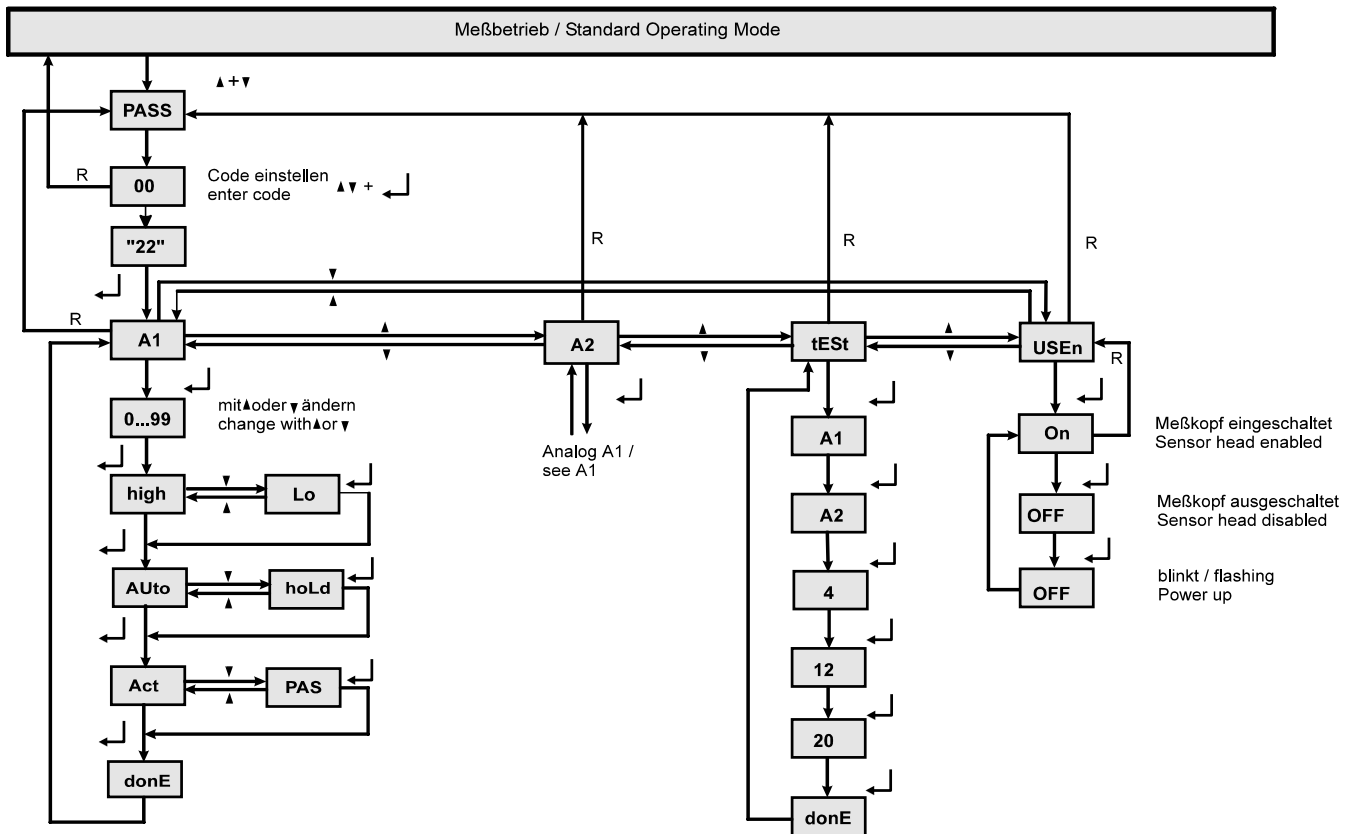 Meßbetrieb / Standard Operating Mode
▲+▼
PASS
R
00
Code einstellen
enter code
▲▼ +
"22"
R
R
R
▼
▲
R
A1
▲
▼
A2
▲
▼
tESt
▲
▼
USEn
R
0...99
mit▲oder ▼ ändern
change with▲or ▼
Analog A1 /
see A1
A1
On
Meßkopf eingeschaltet
Sensor head enabled
high
▼
▲
Lo
A2
OFF
Meßkopf ausgeschaltet
Sensor head disabled
AUto
▼
▲
hoLd
4
OFF
blinkt / flashing
Power up
Act
▼
▲
PAS
12
20
donE
donE